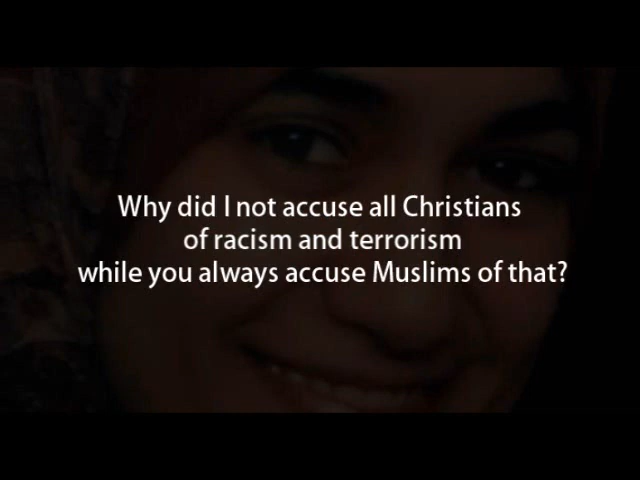 Why did I not accuse all Christians
of racism and terrorism
while you always accuse Muslims of that?